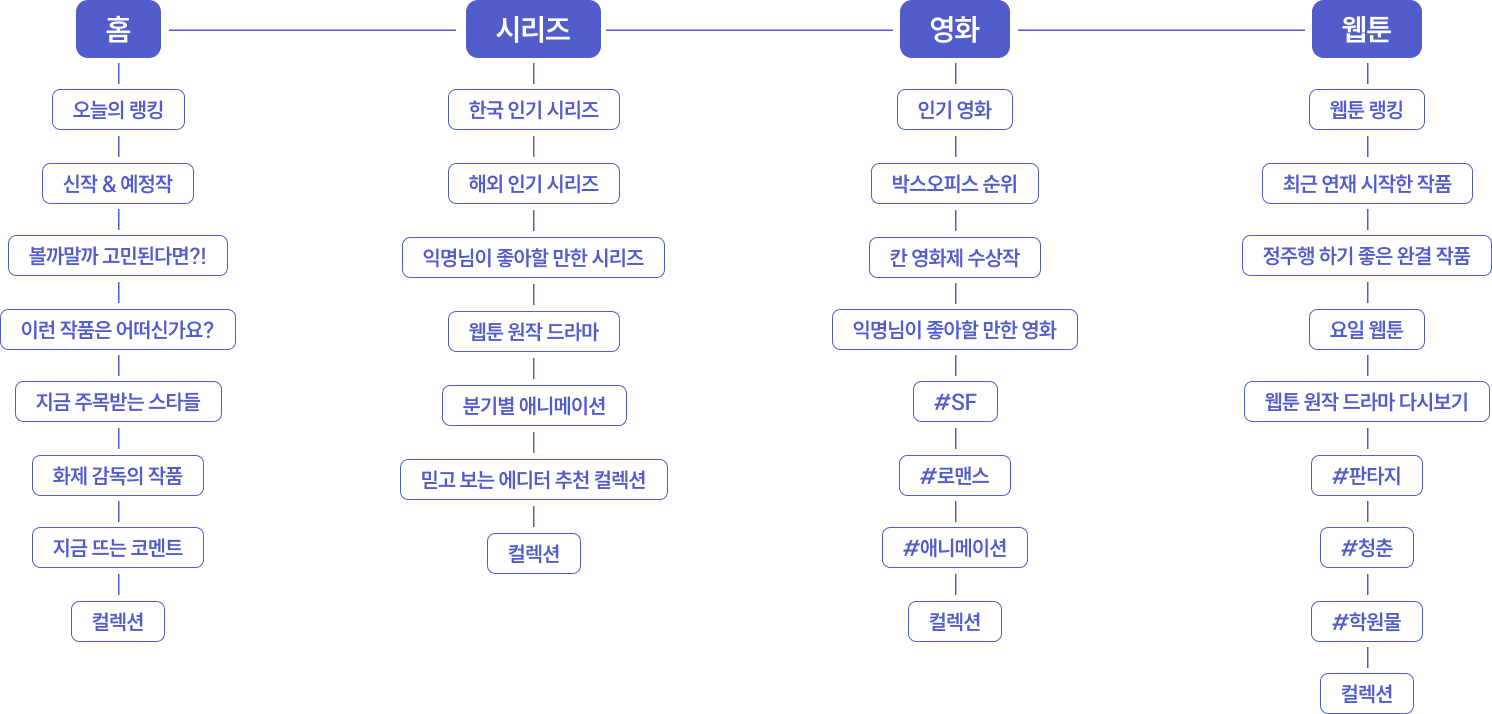 홈
오늘의 랭킹
신작 & 예정작
볼까말까 고민된다면?!
이런 작품은 어떠신가요?
지금 주목받는 스타들
화제 감독의 작품
지금 뜨는 코멘트
컬렉션
시리즈
한국 인기 시리즈
해외 인기 시리즈
익명님이 좋아할 만한 시리즈
웹툰 원작 드라마
분기별 애니메이션
믿고 보는 에디터 추천 컬렉션
컬렉션
영화
인기 영화
박스오피스 순위
칸 영화제 수상작
익명님이 좋아할 만한 영화
#SF
#로맨스
#애니메이션
컬렉션
웹툰
웹툰 랭킹
최근 연재 시작한 작품
정주행 하기 좋은 완결 작품
요일 웹툰
웹툰 원작 드라마 다시보기
#판타지
#청춘
#학원물
컬렉션